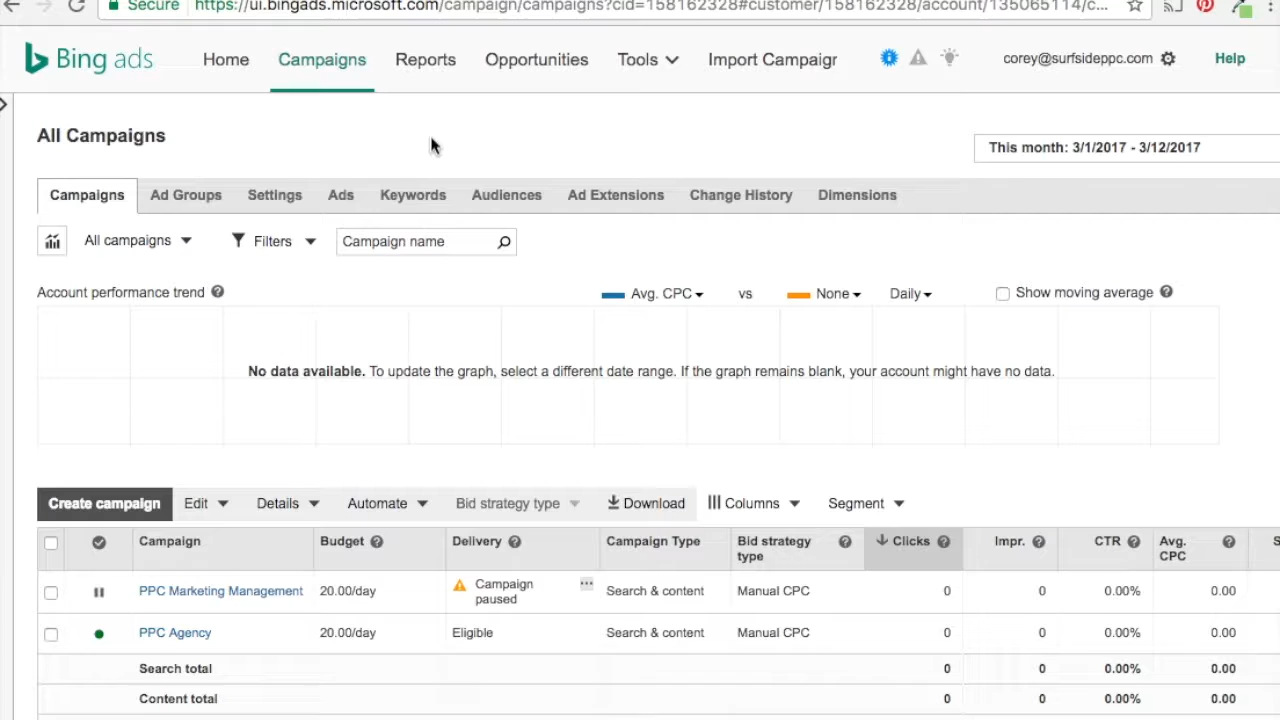 Secure https://ui.bingads.microsoft.com/campaign/campaigns?cid=158162328#customer/158162328/account/135065114/c...
Bing ads Home Campaigns Reports Opportunities Tools Import Campaigns corey@surfsideppc.com Help
All Campaigns
This month: 3/1/2017 - 3/12/2017
Campaigns Ad Groups Settings Ads Keywords Audiences Ad Extensions Change History Dimensions
All campaigns Filters Campaign name
Account performance trend Avg. CPC vs None Daily Show moving average
No data available. To update the graph, select a different date range. If the graph remains blank, your account might have no data.
Create campaign Edit Details Automate Bid strategy type Download Columns Segment
Campaign Budget Delivery Campaign Type Bid strategy type Clicks Impr. CTR Avg. CPC S
PPC Marketing Management 20.00/day Campaign paused ... Search & content Manual CPC 0 0 0.00% 0.00
PPC Agency 20.00/day Eligible Search & content Manual CPC 0 0 0.00% 0.00
Search total 0 0 0.00% 0.00
Content total 0 0 0.00% 0.00